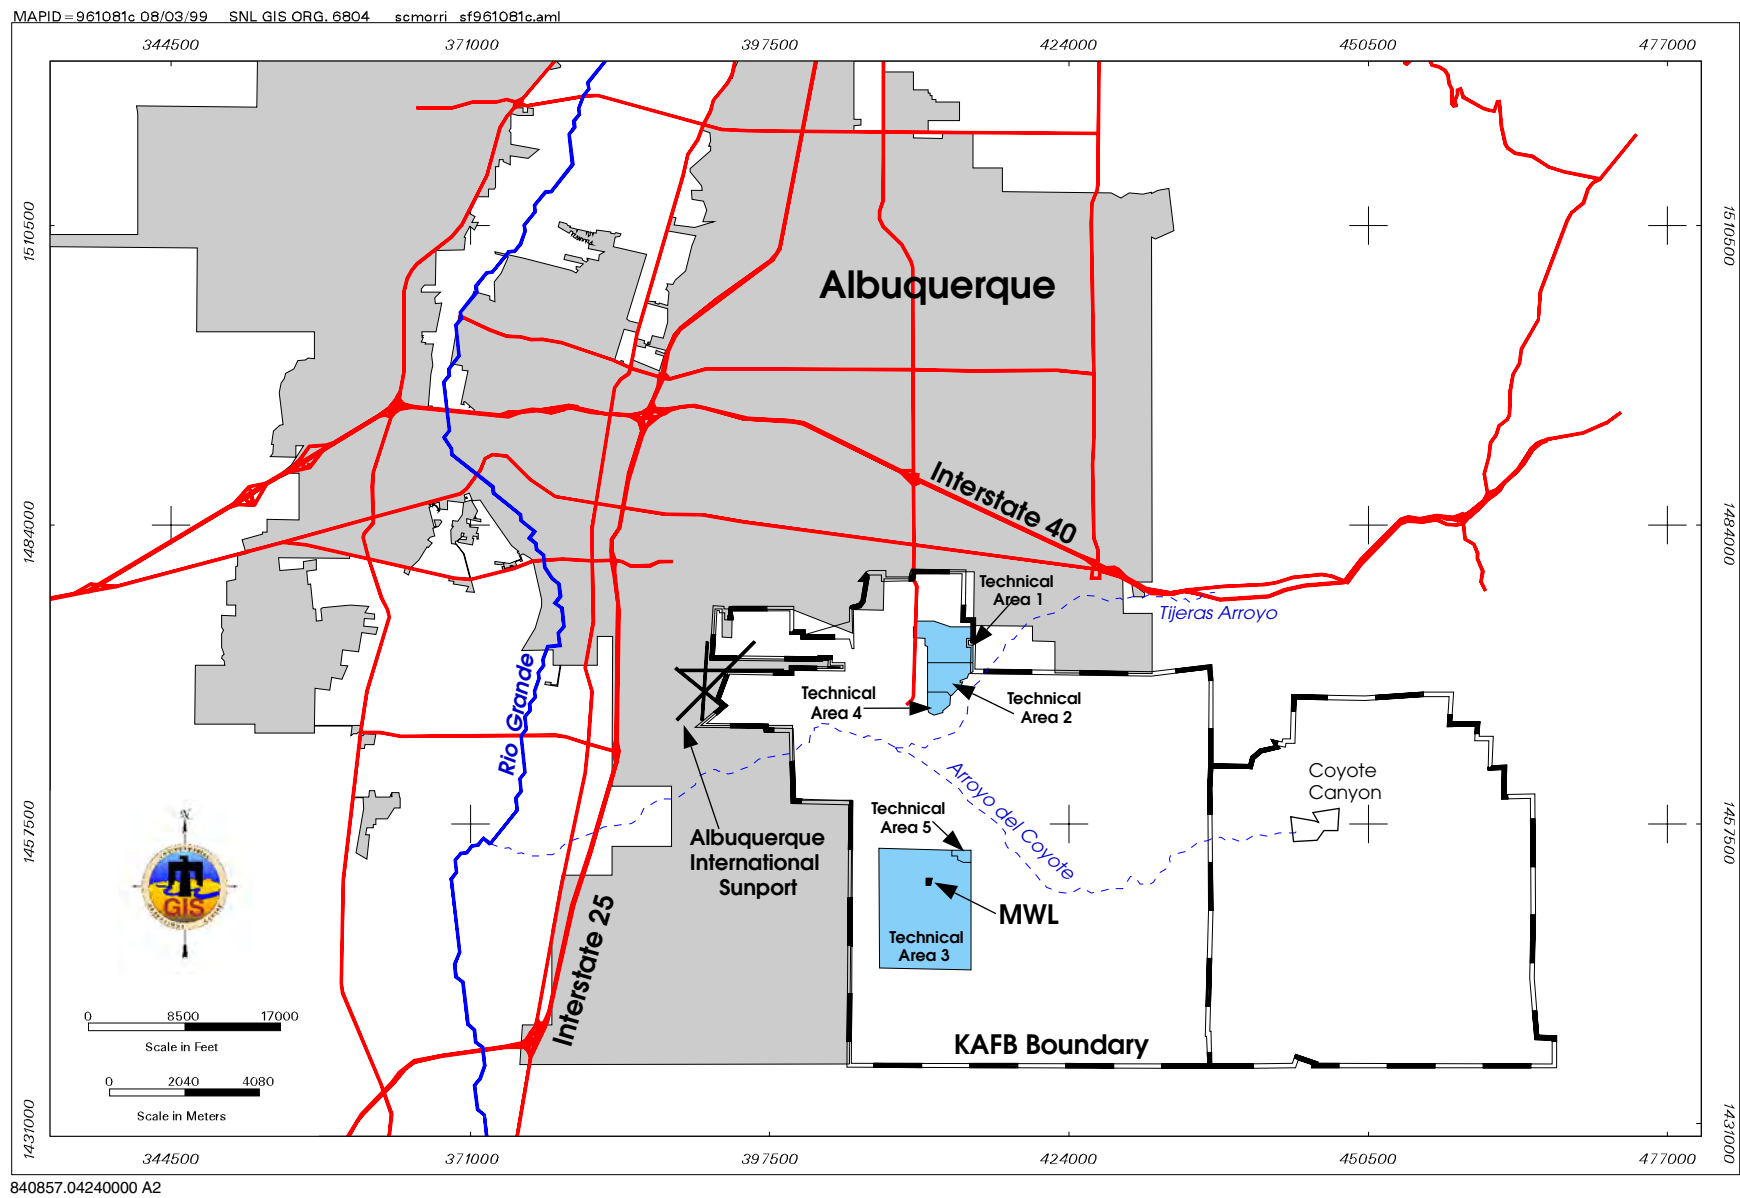 MAPID=961081c 08/03/99 SNL GIS ORG. 6804 scmorri sf961081c.aml
344500 371000 397500 424000 450500 477000
1510500 1510500
Albuquerque
Interstate 40
1484000 1484000
Technical
Area 1
Tijeras Arroyo
Rio Grande
Technical
Area 4
Technical
Area 2
Coyote
Canyon
Arroyo del Coyote
Technical
Area 5
1457500 1457500
Albuquerque
International
Sunport
N
GIS
MWL
Technical
Area 3
Interstate 25
0 8500 17000
Scale in Feet
KAFB Boundary
0 2040 4080
Scale in Meters
1431000 1431000
344500 371000 397500 424000 450500 477000
840857.04240000 A2